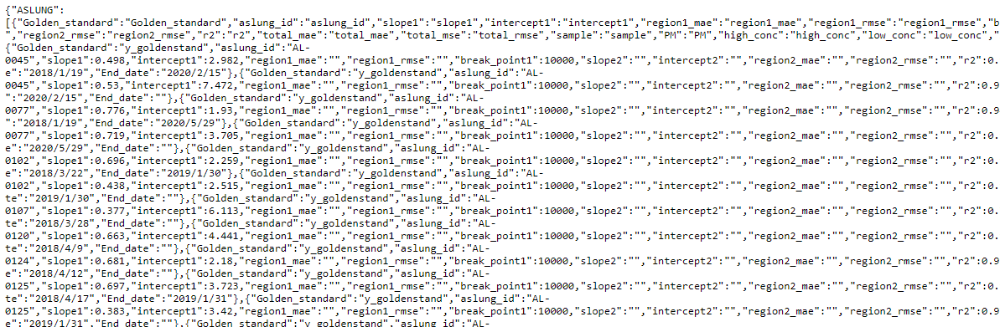 {"ASLUNG":
[{"Golden_standard":"Golden_standard","aslung_id":"aslung_id","slope1":"slope1","intercept1":"intercept1","region1_mae":"region1_mae","region1_rmse":"region1_rmse","b
,"region2_rmse":"region2_rmse","r2":"r2","total_mae":"total_mae","total_mse":"total_rmse","sample":"sample","PM":"PM","high_conc":"high_conc","low_conc":"low_conc","
{"Golden_standard":"y_goldenstand","aslung_id":"AL-
0045","slope1":0.498,"intercept1":2.982,"region1_mae":"","region1_rmse":"","break_point1":10000,"slope2":"","intercept2":"","region2_mae":"","region2_rmse":"","r2":0.
e":"2018/1/19","End_date":"2020/2/15"},{"Golden_standard":"y_goldenstand","aslung_id":"AL-
0045","slope1":0.53,"intercept1":7.472,"region1_mae":"","region1_rmse":"","break_point1":10000,"slope2":"","intercept2":"","region2_mae":"","region2_rmse":"","r2":0.9
":"2020/2/15","End_date":""},{"Golden_standard":"y_goldenstand","aslung_id":"AL-
0077","slope1":0.776,"intercept1":1.93,"region1_mae":"","region1_rmse":"","break_point1":10000,"slope2":"","intercept2":"","region2_mae":"","region2_rmse":"","r2":0.9
":"2018/1/19","End_date":"2020/5/29"},{"Golden_standard":"y_goldenstand","aslung_id":"AL-
0077","slope1":0.719,"intercept1":3.705,"region1_mae":"","region1_rmse":"","break_point1":10000,"slope2":"","intercept2":"","region2_mae":"","region2_rmse":"","r2":0.
e":"2020/5/29","End_date":""},{"Golden_standard":"y_goldenstand","aslung_id":"AL-
0102","slope1":0.696,"intercept1":2.259,"region1_mae":"","region1_rmse":"","break_point1":10000,"slope2":"","intercept2":"","region2_mae":"","region2_rmse":"","r2":0.
e":"2018/3/22","End_date":"2019/1/30"},{"Golden_standard":"y_goldenstand","aslung_id":"AL-
0102","slope1":0.438,"intercept1":2.515,"region1_mae":"","region1_rmse":"","break_point1":10000,"slope2":"","intercept2":"","region2_mae":"","region2_rmse":"","r2":0.
te":"2019/1/30","End_date":""},{"Golden_standard":"y_goldenstand","aslung_id":"AL-
0107","slope1":0.377,"intercept1":6.113,"region1_mae":"","region1_rmse":"","break_point1":10000,"slope2":"","intercept2":"","region2_mae":"","region2_rmse":"","r2":0.
te":"2018/3/28","End_date":""},{"Golden_standard":"y_goldenstand","aslung_id":"AL-
0120","slope1":0.663,"intercept1":4.441,"region1_mae":"","region1_rmse":"","break_point1":10000,"slope2":"","intercept2":"","region2_mae":"","region2_rmse":"","r2":0.
te":"2018/4/9","End_date":""},{"Golden_standard":"y_goldenstand","aslung_id":"AL-
0124","slope1":0.681,"intercept1":2.18,"region1_mae":"","region1_rmse":"","break_point1":10000,"slope2":"","intercept2":"","region2_mae":"","region2_rmse":"","r2":0.9
e":"2018/4/12","End_date":""},{"Golden_standard":"y_goldenstand","aslung_id":"AL-
0125","slope1":0.697,"intercept1":3.723,"region1_mae":"","region1_rmse":"","break_point1":10000,"slope2":"","intercept2":"","region2_mae":"","region2_rmse":"","r2":0.
te":"2018/4/17","End_date":"2019/1/31"},{"Golden_standard":"y_goldenstand","aslung_id":"AL-
0125","slope1":0.383,"intercept1":3.42,"region1_mae":"","region1_rmse":"","break_point1":10000,"slope2":"","intercept2":"","region2_mae":"","region2_rmse":"","r2":0.9
e":"2019/1/31","End_date":""},{"Golden_standard":"y_goldenstand","aslung_id":"AL-